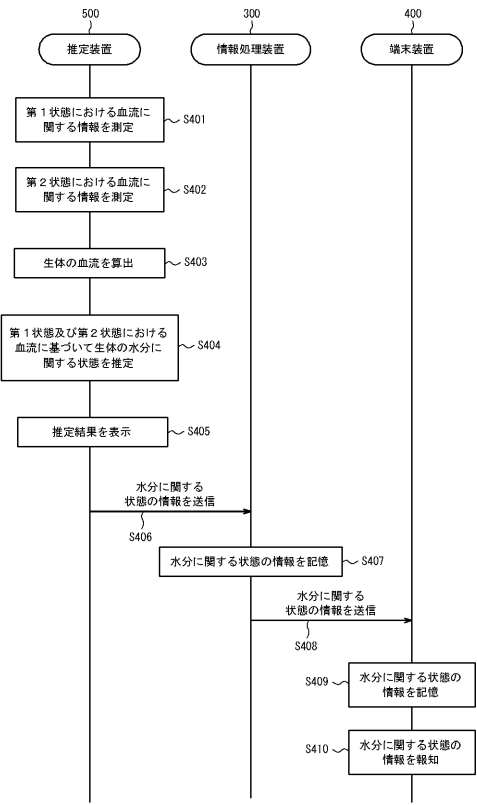 500
300
400
推定装置
情報処理装置
端末装置
第1状態における血流に
関する情報を測定
S401
第2状態における血流に
関する情報を測定
S402
生体の血流を算出
S403
第1状態及び第2状態における
血流に基づいて生体の水分に
関する状態を推定
S404
推定結果を表示
S405
水分に関する
状態の情報を送信
S406
水分に関する状態の情報を記憶
S407
水分に関する
状態の情報を送信
S408
S409
水分に関する状態の
情報を記憶
S410
水分に関する状態の
情報を報知